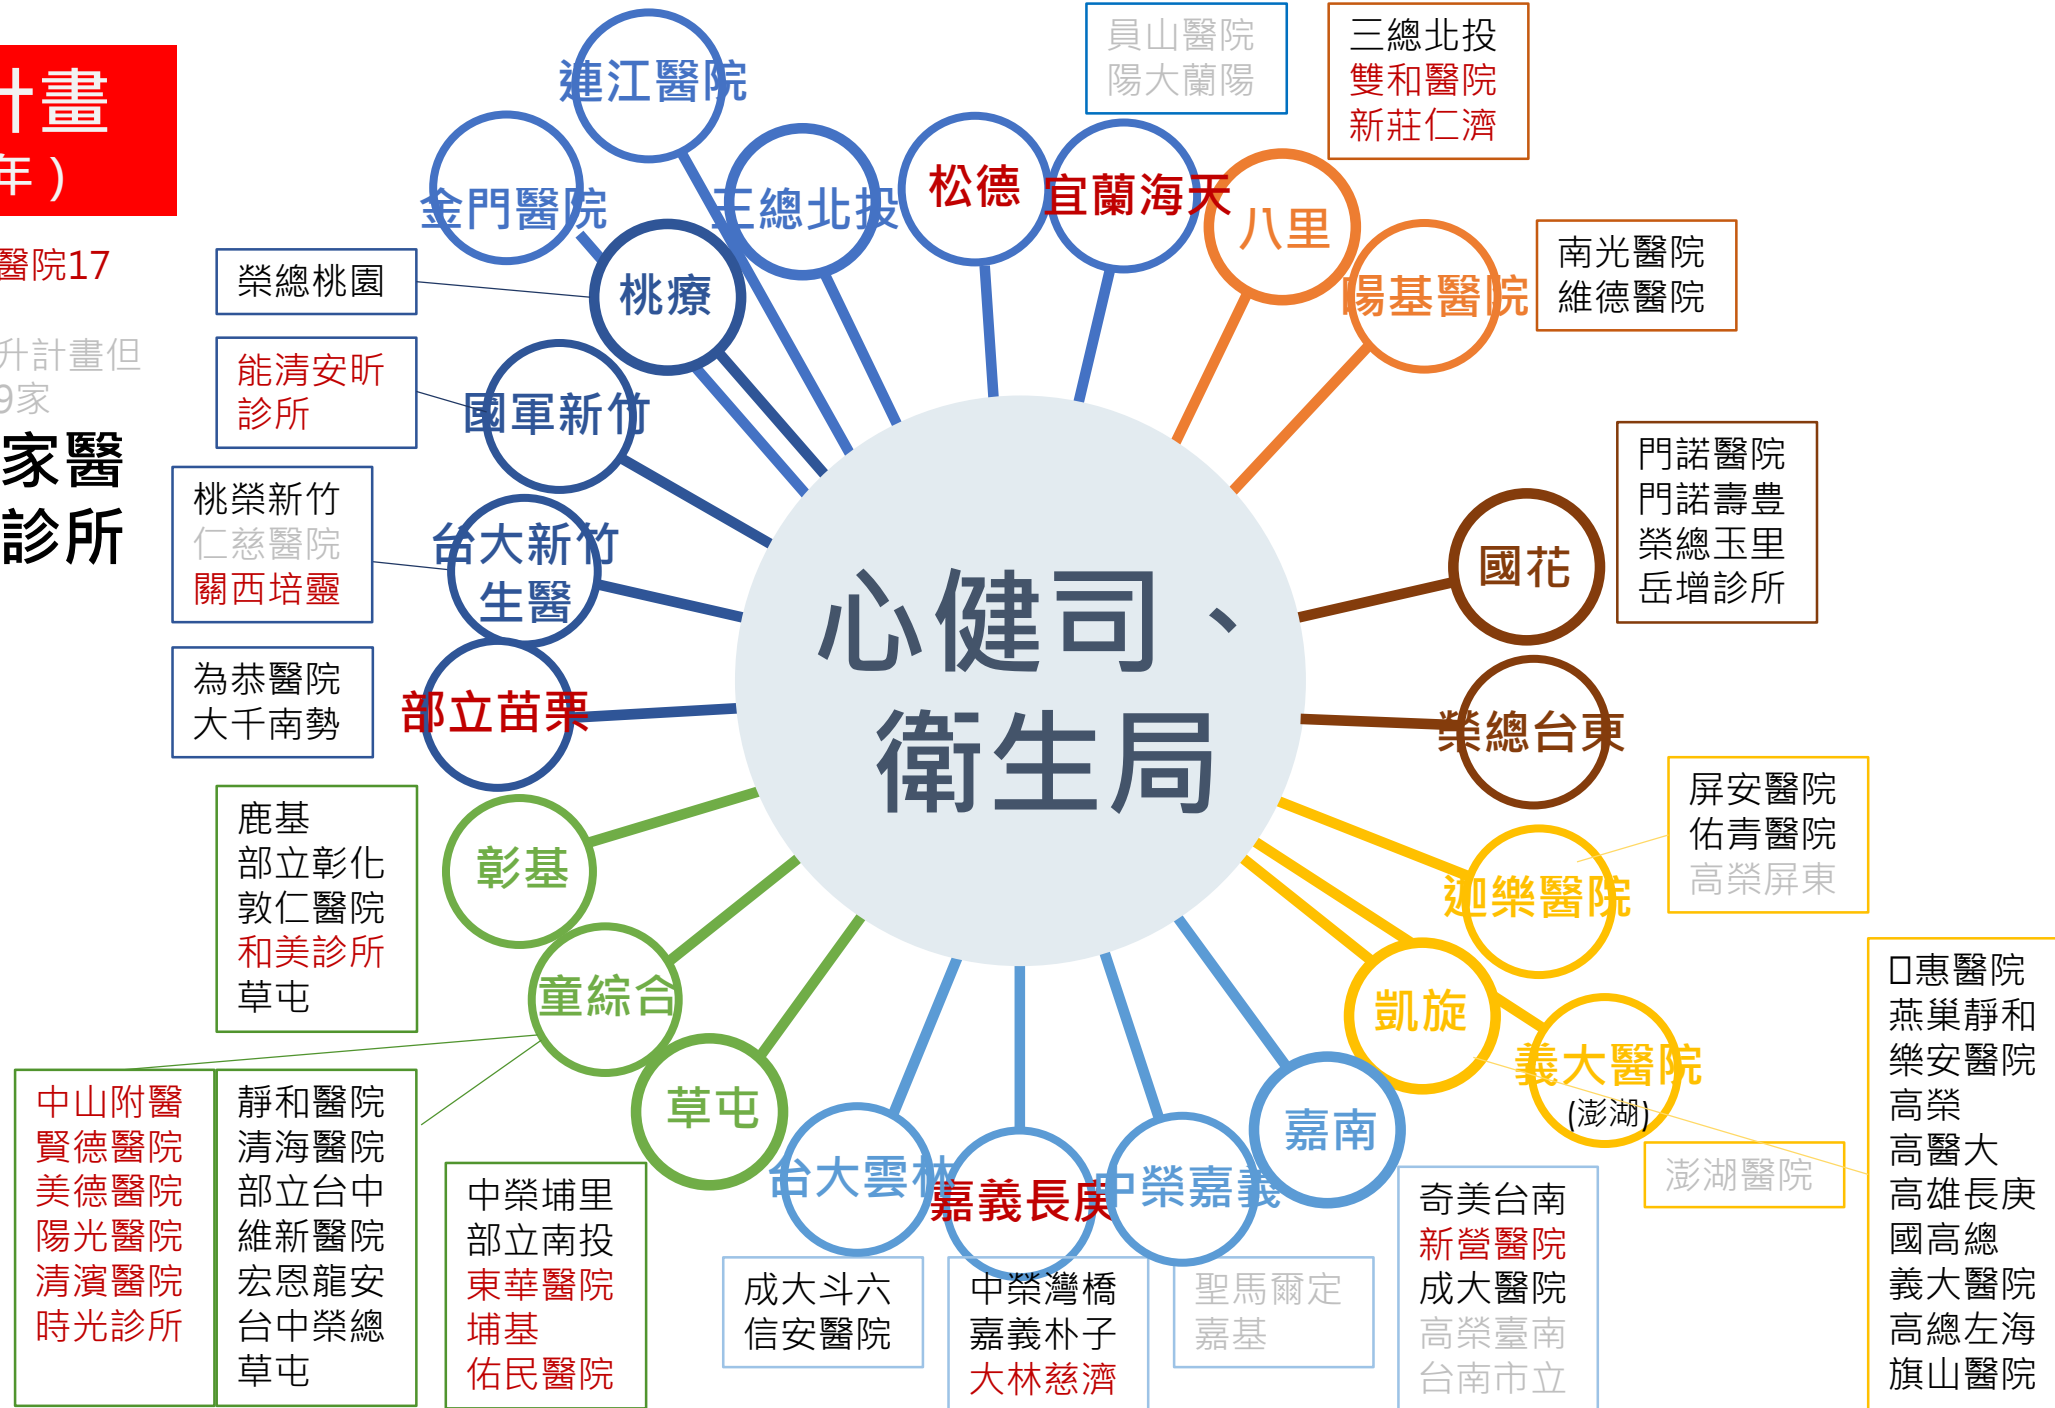 計畫
年）
醫院17
升計畫但
9家
家醫
診所
連江醫院
金門醫院
三總北投
松德
宜蘭海天
員山醫院
陽大蘭陽
八里
三總北投
雙和醫院
新莊仁濟
陽基醫院
南光醫院
維德醫院
桃療
榮總桃園
國軍新竹
能清安昕
診所
台大新竹
生醫
桃榮新竹
仁慈醫院
關西培靈
部立苗栗
為恭醫院
大千南勢
心健司、
衛生局
國花
門諾醫院
門諾壽豊
榮總玉里
岳增診所
榮總台東
迦樂醫院
屏安醫院
佑青醫院
高榮屏東
彰基
鹿基
部立彰化
敦仁醫院
和美診所
草屯
童綜合
中山附醫
賢德醫院
美德醫院
陽光醫院
清濱醫院
時光診所
靜和醫院
清海醫院
部立台中
維新醫院
宏恩龍安
台中榮總
草屯
草屯
中榮埔里
部立南投
東華醫院
埔基
佑民醫院
台大雲林
成大斗六
信安醫院
嘉義長庚
中榮灣橋
嘉義朴子
大林慈濟
中榮嘉義
聖馬爾定
嘉基
嘉南
奇美台南
新營醫院
成大醫院
高榮臺南
台南市立
凱旋
義大醫院
(澎湖)
澎湖醫院
惠醫院
燕巢靜和
樂安醫院
高榮
高醫大
高雄長庚
國高總
義大醫院
高總左海
旗山醫院